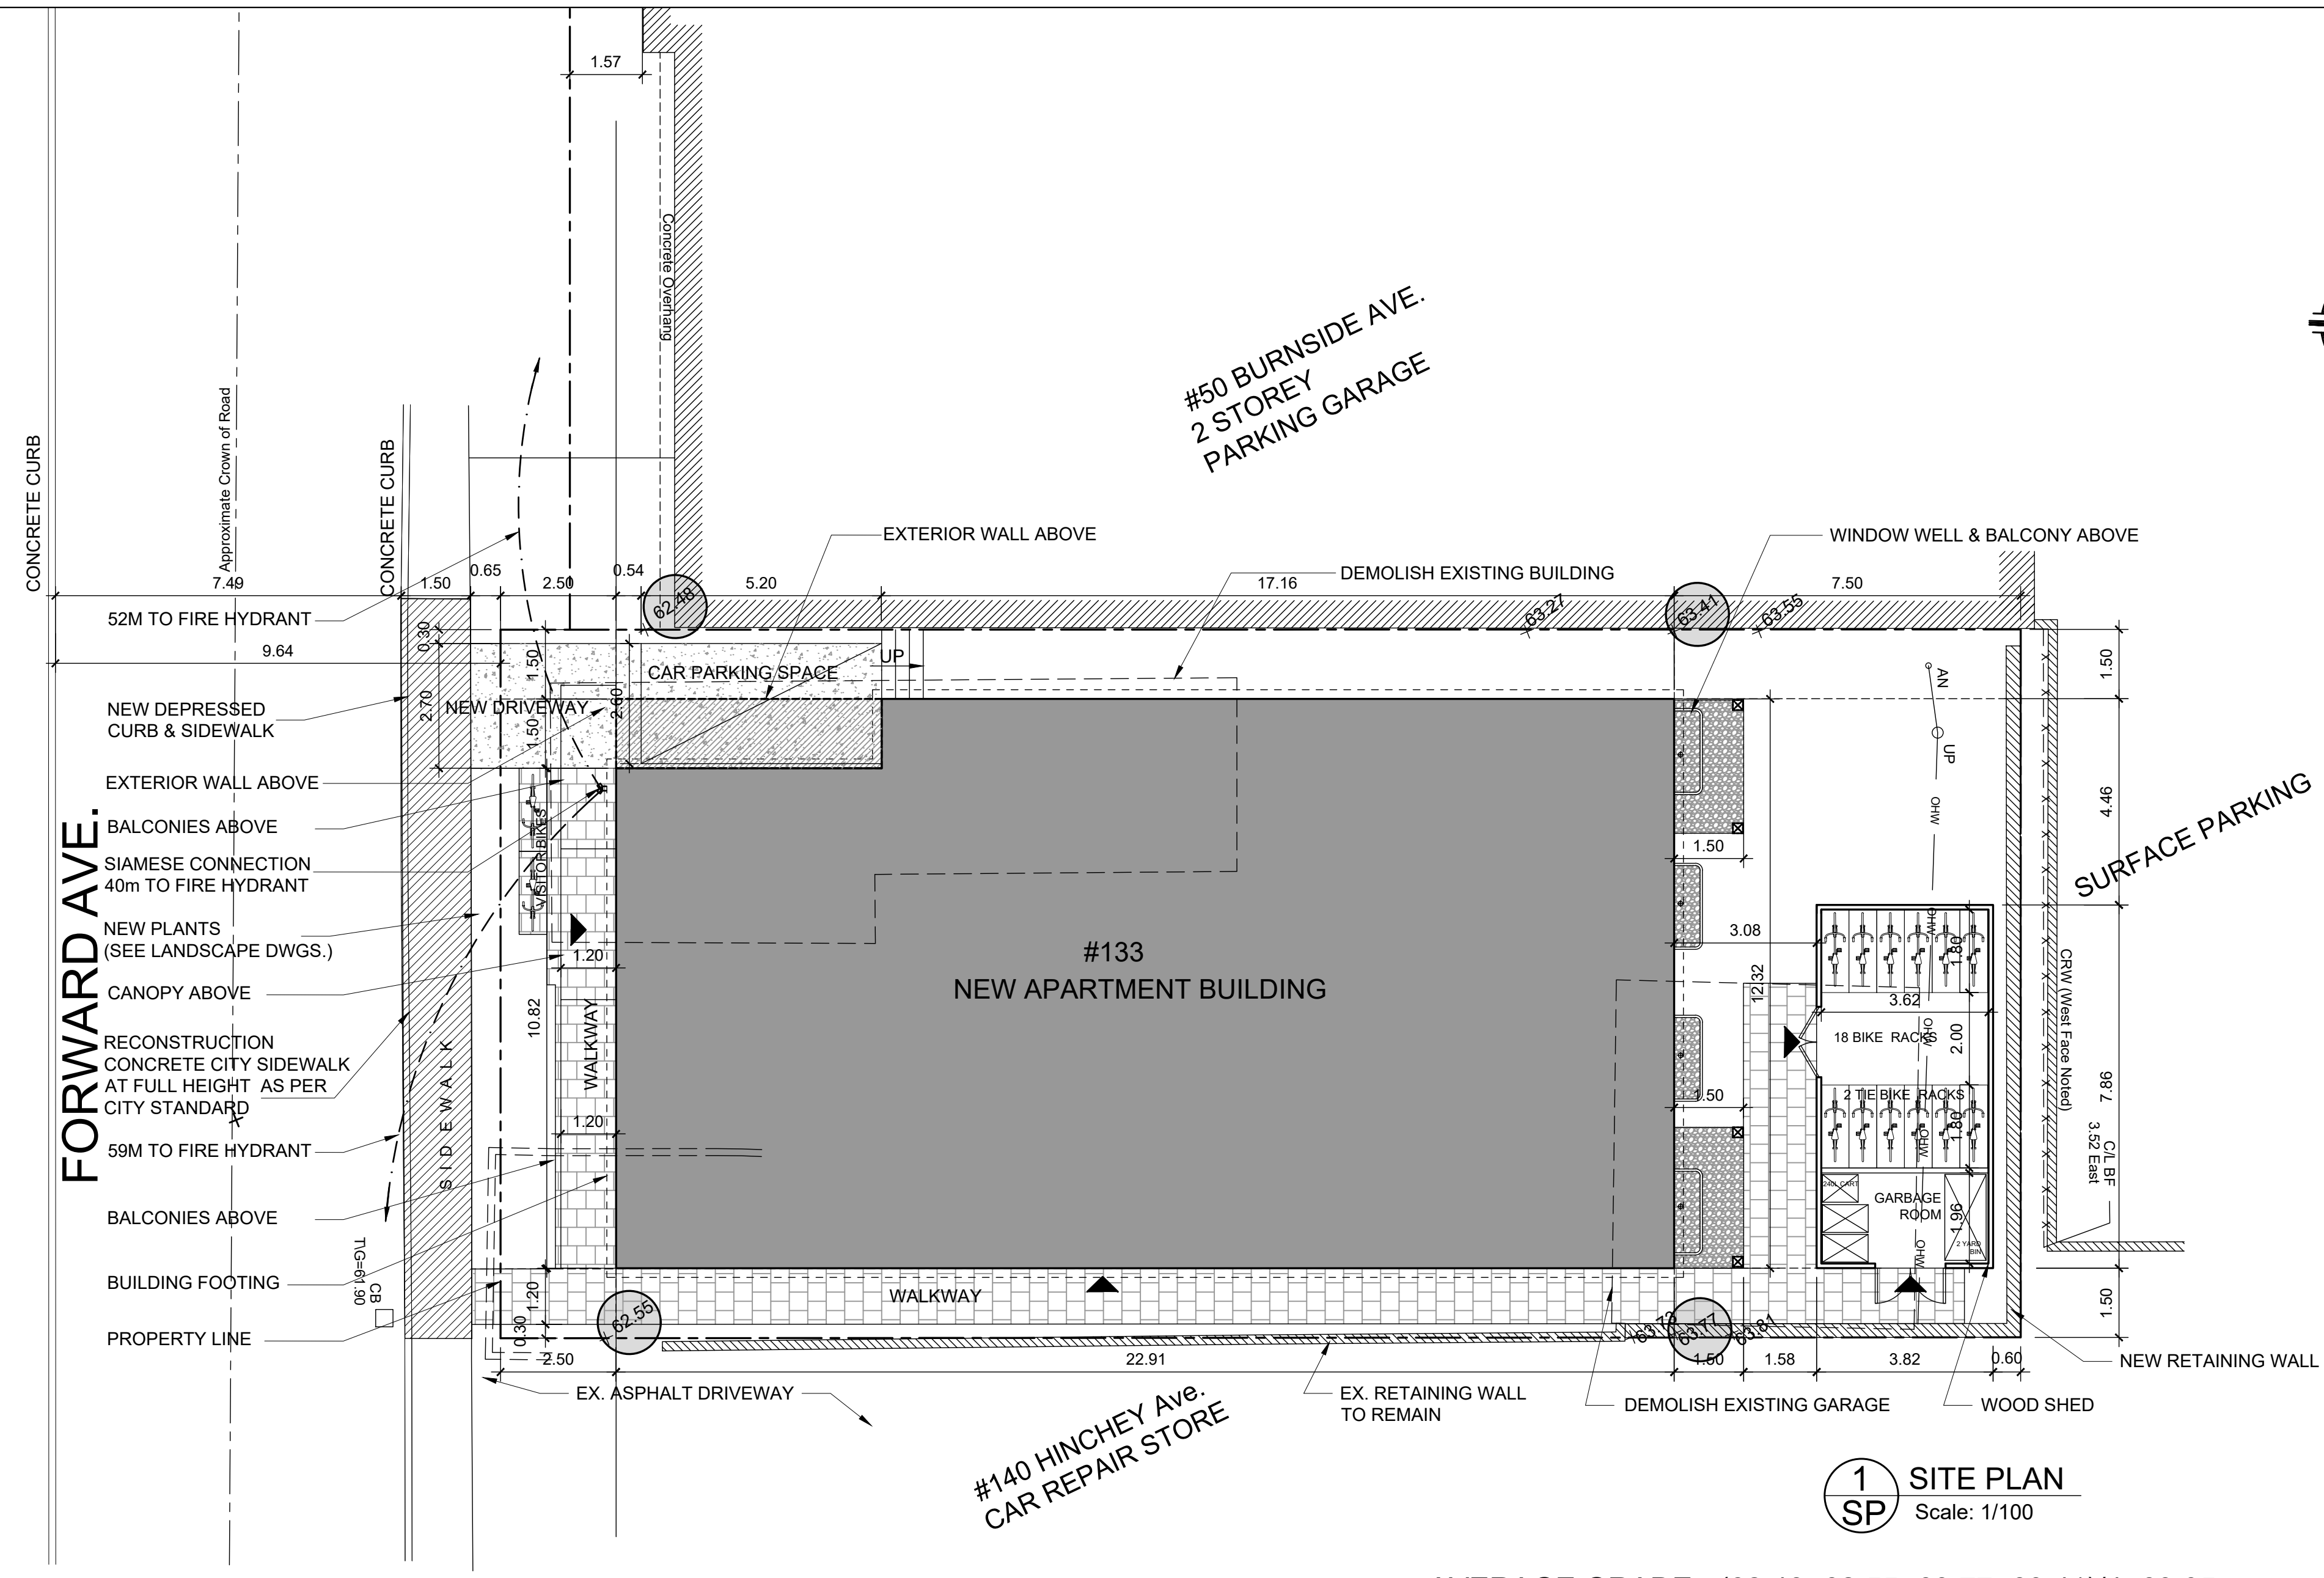 1.57
Concrete Overhang
#50 BURNSIDE AVE.
2 STOREY
PARKING GARAGE
CONCRETE CURB
Approximate Crown of Road
CONCRETE CURB
EXTERIOR WALL ABOVE
WINDOW WELL & BALCONY ABOVE
DEMOLISH EXISTING BUILDING
7.49
1.50
0.65
2.50
0.54
5.20
17.16
7.50
62.48
63.27
63.41
63.55
52M TO FIRE HYDRANT
9.64
0.30
2.70
1.50
1.50
2.60
CAR PARKING SPACE
UP
NEW DRIVEWAY
NEW DEPRESSED
CURB & SIDEWALK
EXTERIOR WALL ABOVE
BALCONIES ABOVE
SIAMESE CONNECTION
40m TO FIRE HYDRANT
NEW PLANTS
(SEE LANDSCAPE DWGS.)
CANOPY ABOVE
RECONSTRUCTION
CONCRETE CITY SIDEWALK
AT FULL HEIGHT AS PER
CITY STANDARD
59M TO FIRE HYDRANT
BALCONIES ABOVE
BUILDING FOOTING
PROPERTY LINE
FORWARD AVE.
SIDEWALK
VISITOR BIKES
1.20
10.82
WALKWAY
1.20
T\G=61.90
CB
1.20
0.30
62.55
2.50
#133
NEW APARTMENT BUILDING
WALKWAY
22.91
1.50
3.08
12.32
1.50
AN
UP
OHW
OHW
OHW
OHW
OHW
1.80
3.62
18 BIKE RACKS
2.00
2 TIE BIKE RACKS
1.80
240L CART
GARBAGE
ROOM
1.96
2 YARD
BIN
63.73
63.77
63.81
1.50
1.58
3.82
0.60
1.50
4.46
SURFACE PARKING
CRW (West Face Noted)
7.86
C/L BF
3.52 East
1.50
NEW RETAINING WALL
EX. ASPHALT DRIVEWAY
EX. RETAINING WALL
TO REMAIN
DEMOLISH EXISTING GARAGE
WOOD SHED
#140 HINCHEY Ave.
CAR REPAIR STORE
1
SP
SITE PLAN
Scale: 1/100